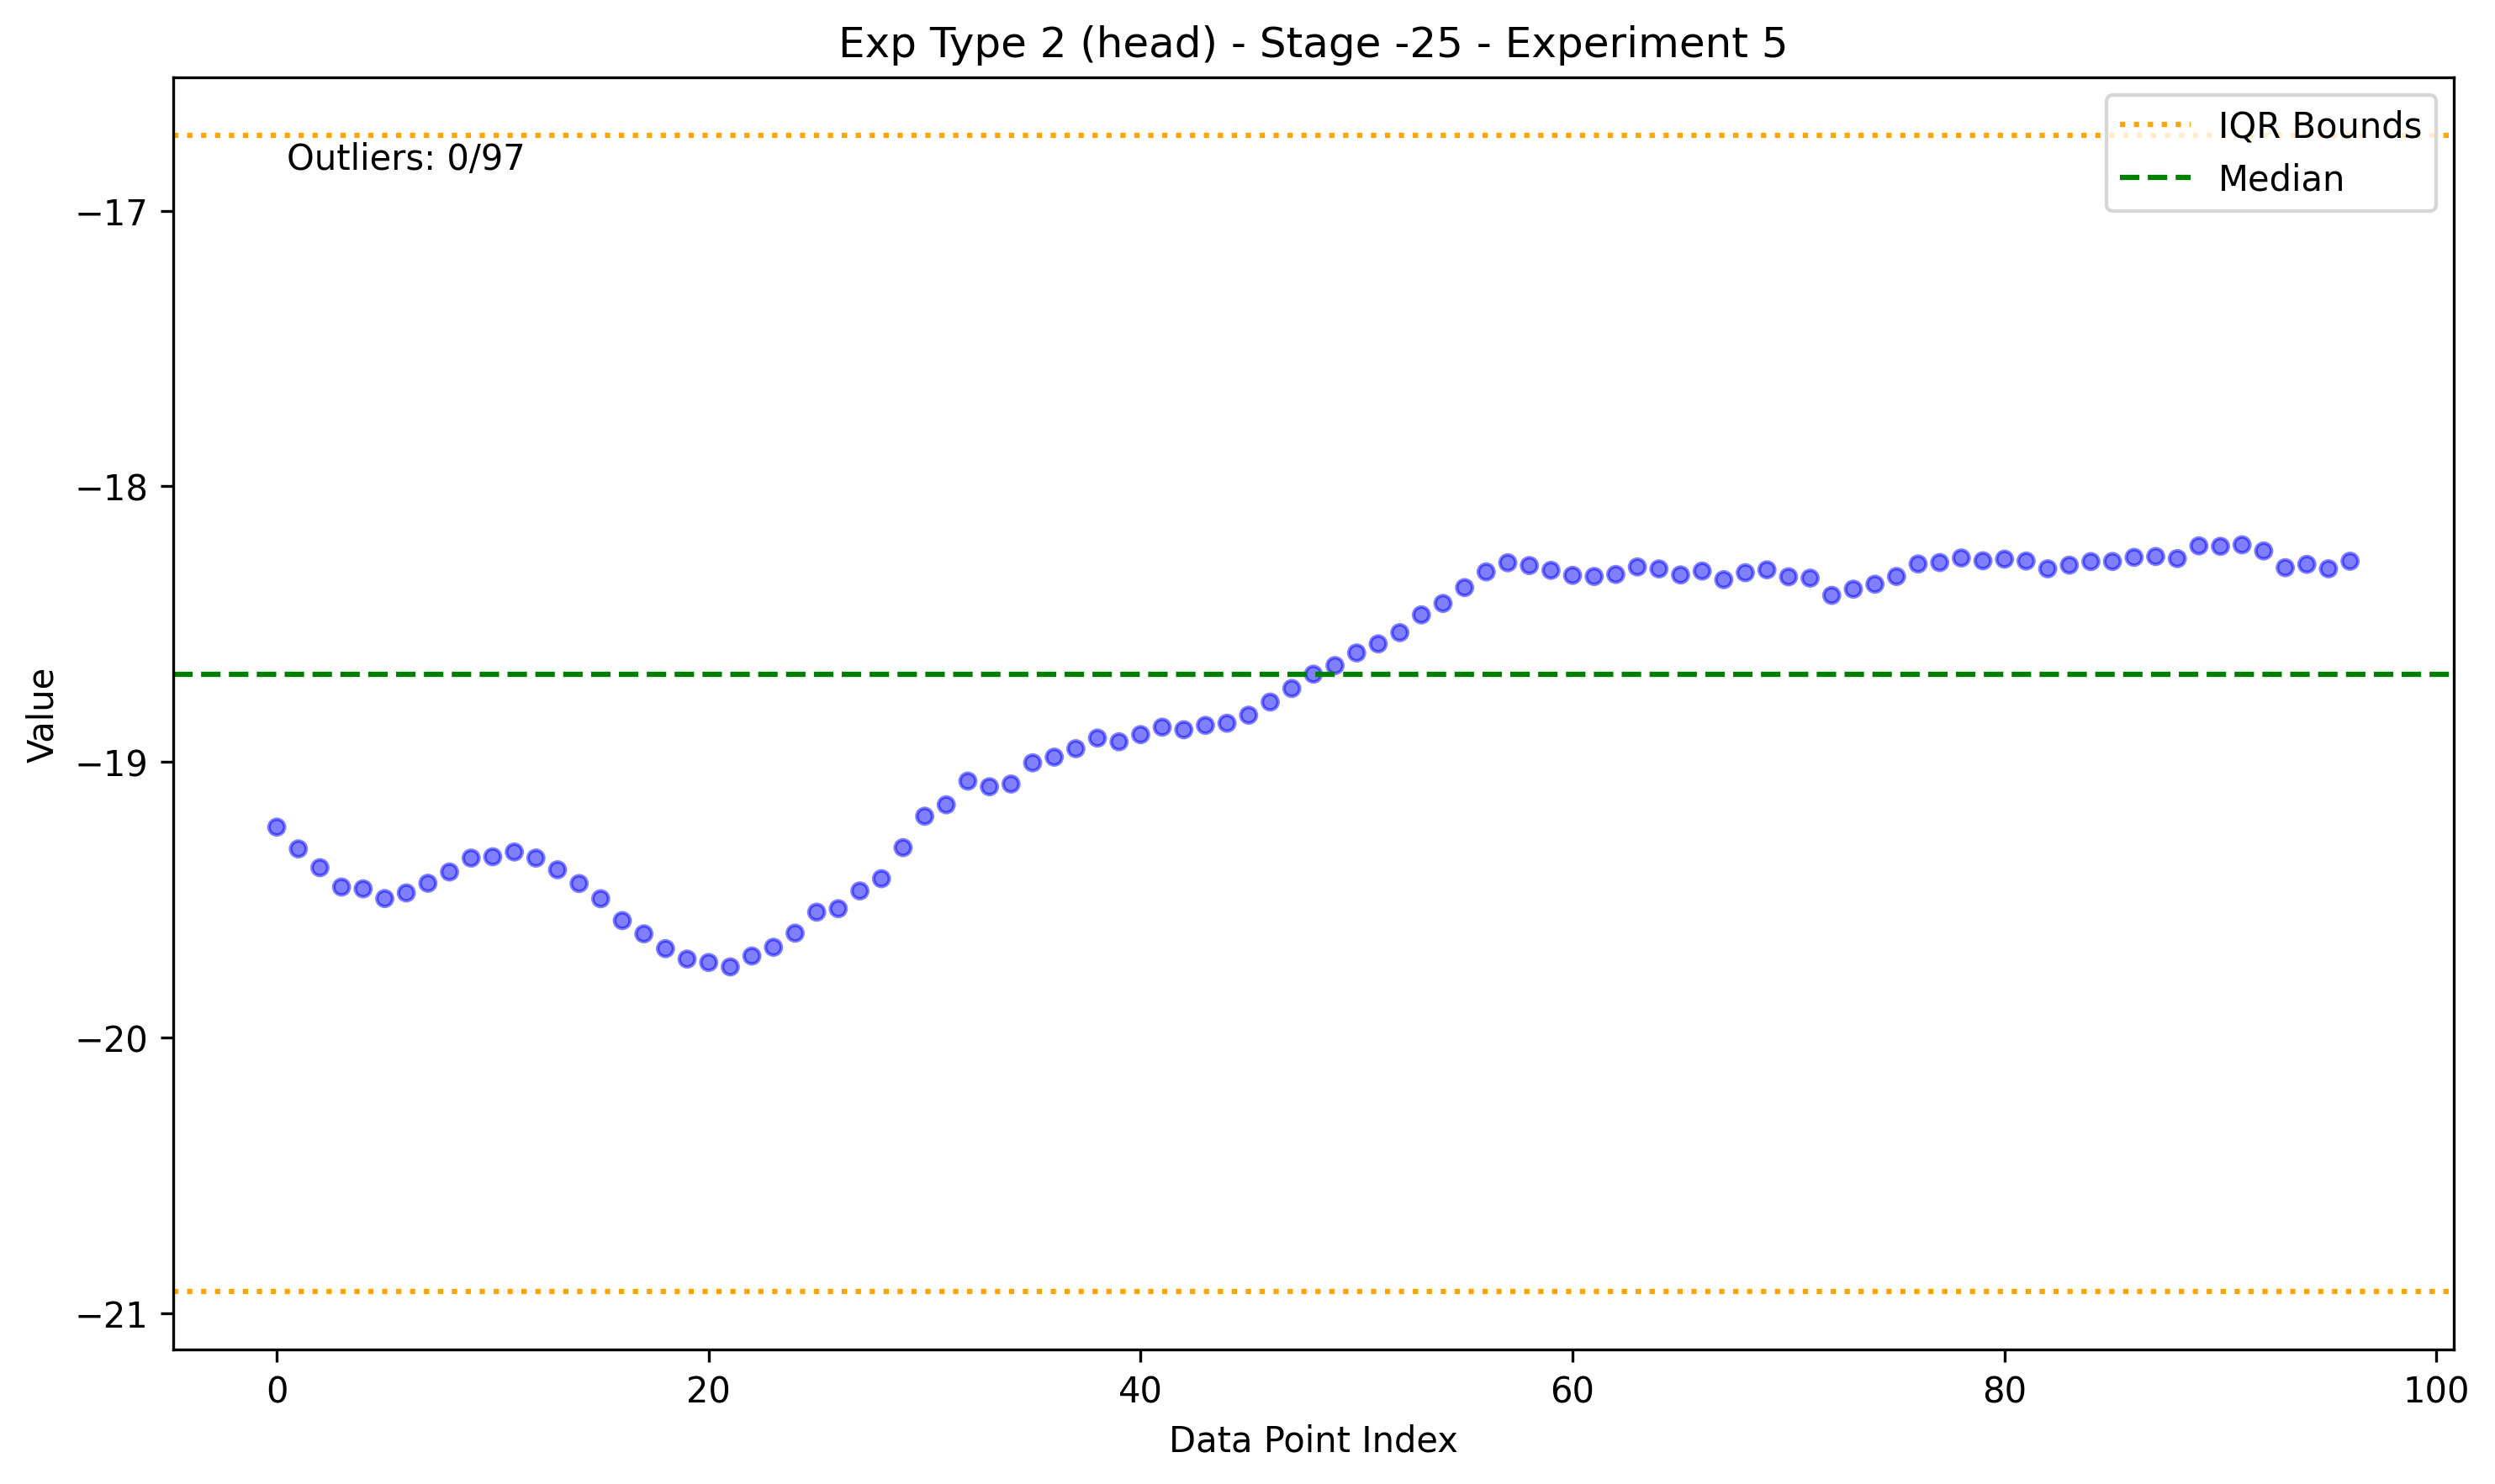 Exp Type 2 (head) - Stage -25 - Experiment 5
IQR Bounds
Median
Outliers: 0/97
−17
−18
−19
−20
−21
Value
0 20 40 60 80 100
Data Point Index